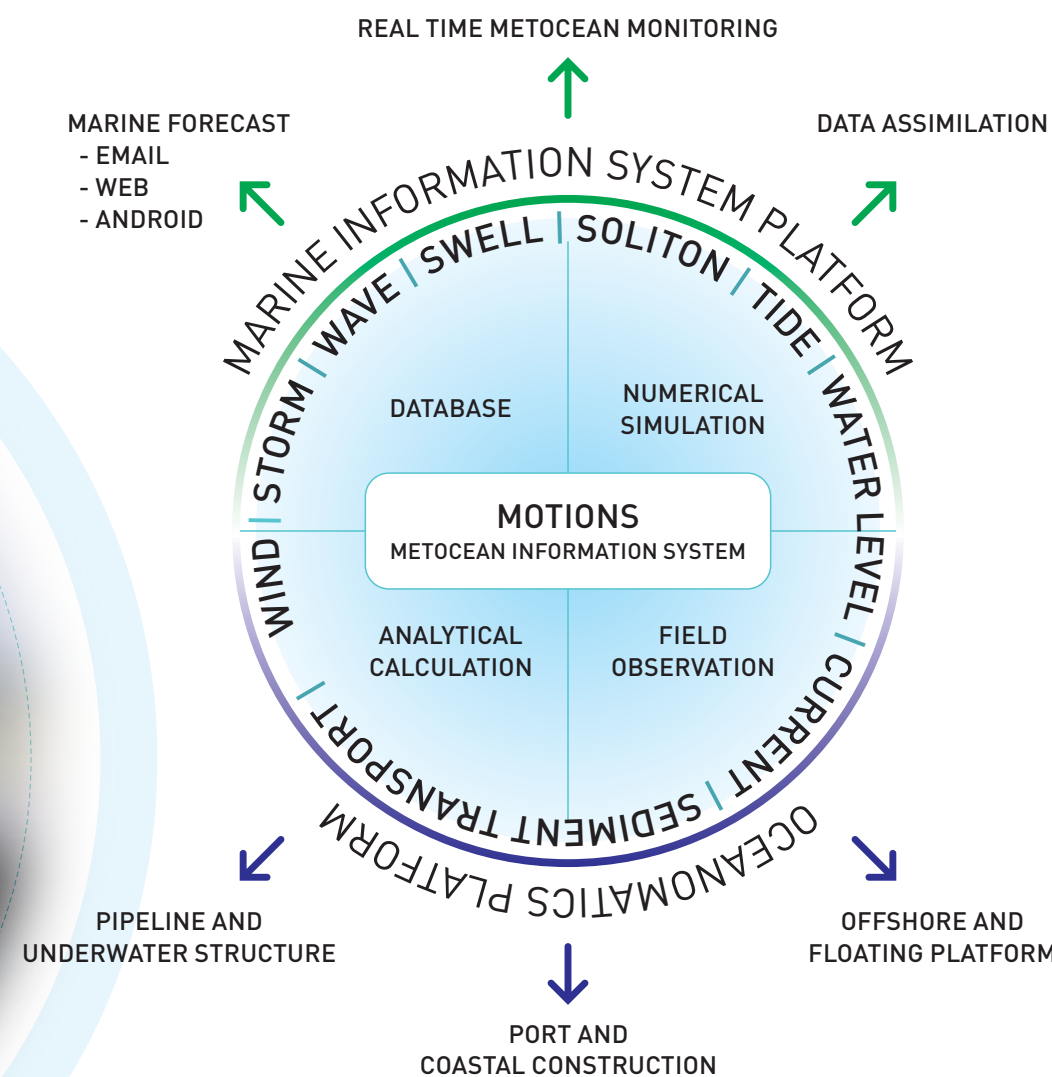 REAL TIME METOCEAN MONITORING
MARINE FORECAST
- EMAIL
- WEB
- ANDROID
DATA ASSIMILATION
MARINE INFORMATION SYSTEM PLATFORM
WIND | STORM | WAVE | SWELL | SOLITON | TIDE | WATER LEVEL | CURRENT | SEDIMENT TRANSPORT |
DATABASE
NUMERICAL
SIMULATION
MOTIONS
METOCEAN INFORMATION SYSTEM
ANALYTICAL
CALCULATION
FIELD
OBSERVATION
OCEANOMATICS PLATFORM
PIPELINE AND
UNDERWATER STRUCTURE
OFFSHORE AND
FLOATING PLATFORM
PORT AND
COASTAL CONSTRUCTION